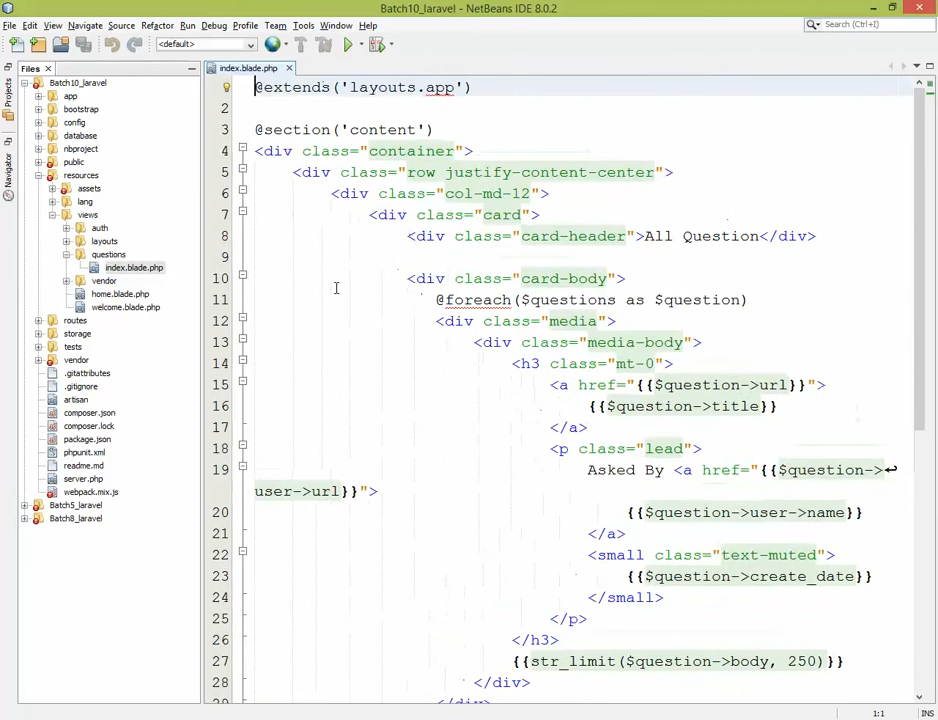 Batch10_laravel - NetBeans IDE 8.0.2
File Edit View Navigate Source Refactor Run Debug Profile Team Tools Window Help
Search (Ctrl+I)
<default>
Files
index.blade.php
Projects
Navigator
Batch10_laravel
app
bootstrap
config
database
nbproject
public
resources
assets
lang
views
auth
layouts
questions
index.blade.php
vendor
home.blade.php
welcome.blade.php
routes
storage
tests
vendor
.gitattributes
.gitignore
artisan
composer.json
composer.lock
package.json
phpunit.xml
readme.md
server.php
webpack.mix.js
Batch5_laravel
Batch8_laravel
1 @extends('layouts.app')
2
3 @section('content')
4 <div class="container">
5 <div class="row justify-content-center">
6 <div class="col-md-12">
7 <div class="card">
8 <div class="card-header">All Question</div>
9
10 <div class="card-body">
11 @foreach($questions as $question)
12 <div class="media">
13 <div class="media-body">
14 <h3 class="mt-0">
15 <a href="{{$question->url}}">
16 {{$question->title}}
17 </a>
18 <p class="lead">
19 Asked By <a href="{{$question->
user->url}}">
20 {{$question->user->name}}
21 </a>
22 <small class="text-muted">
23 {{$question->create_date}}
24 </small>
25 </p>
26 </h3>
27 {{str_limit($question->body, 250)}}
28 </div>
29 </div>
1:1 INS